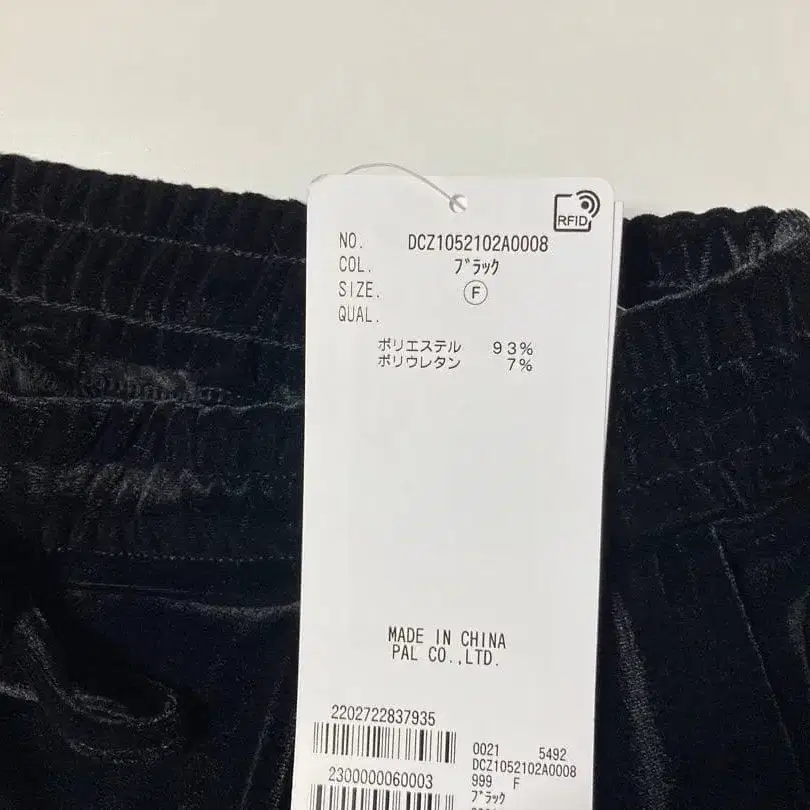 RFID
NO. DCZ1052102A0008
COL. ﾌﾞﾗｯｸ
SIZE. Ⓕ
QUAL.
ポリエステル 93%
ポリウレタン 7%
MADE IN CHINA
PAL CO.,LTD.
2202722837935
0021 5492
DCZ1052102A0008
2300000060003
999 F
ﾌﾞﾗｯｸ